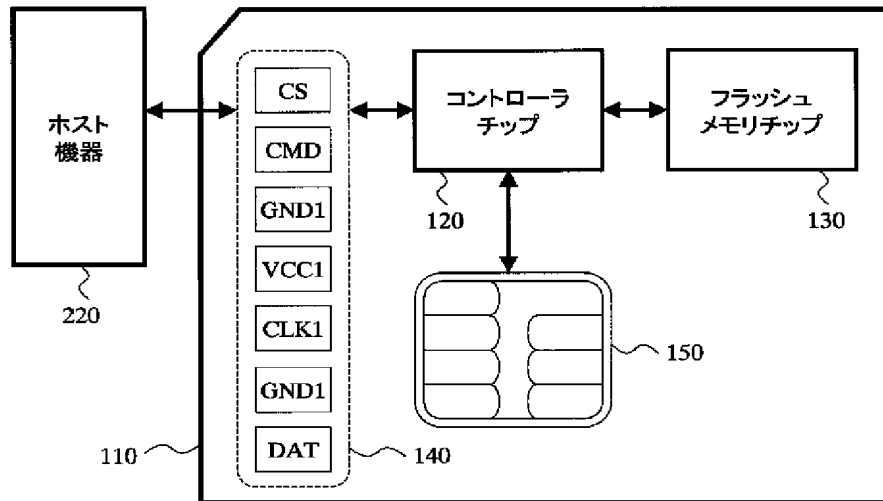 ホスト
機器
220
CS
CMD
GND1
VCC1
CLK1
GND1
DAT
110
140
コントローラ
チップ
120
フラッシュ
メモリチップ
130
150